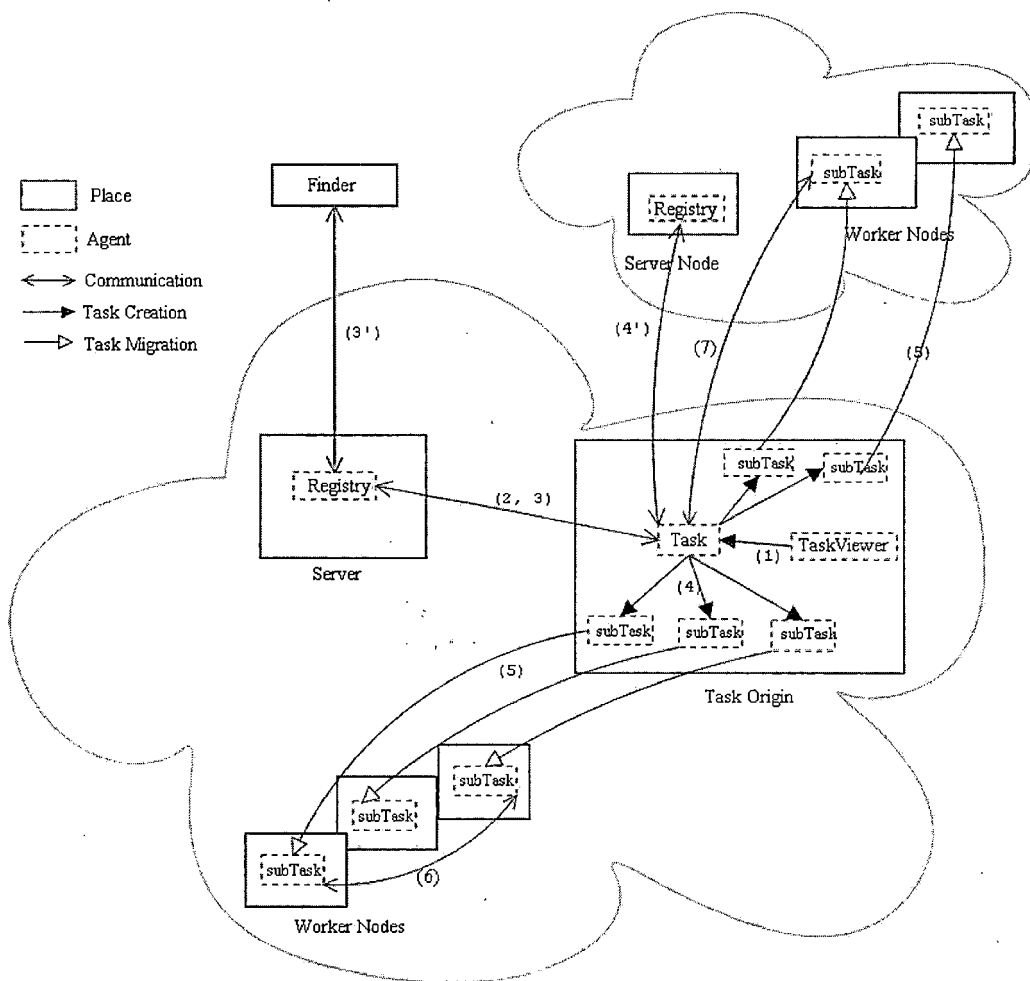 subTask
Finder
subTask
Place
Registry
Agent
Worker Nodes
Server Node
Communication
Task Creation
(3')
(4')
(7)
(5)
Task Migration
subTask
subTask
Registry
(2, 3)
Task
(1)
TaskViewer
Server
(4)
subTask
subTask
subTask
(5)
Task Origin
subTask
subTask
subTask
(6)
Worker Nodes